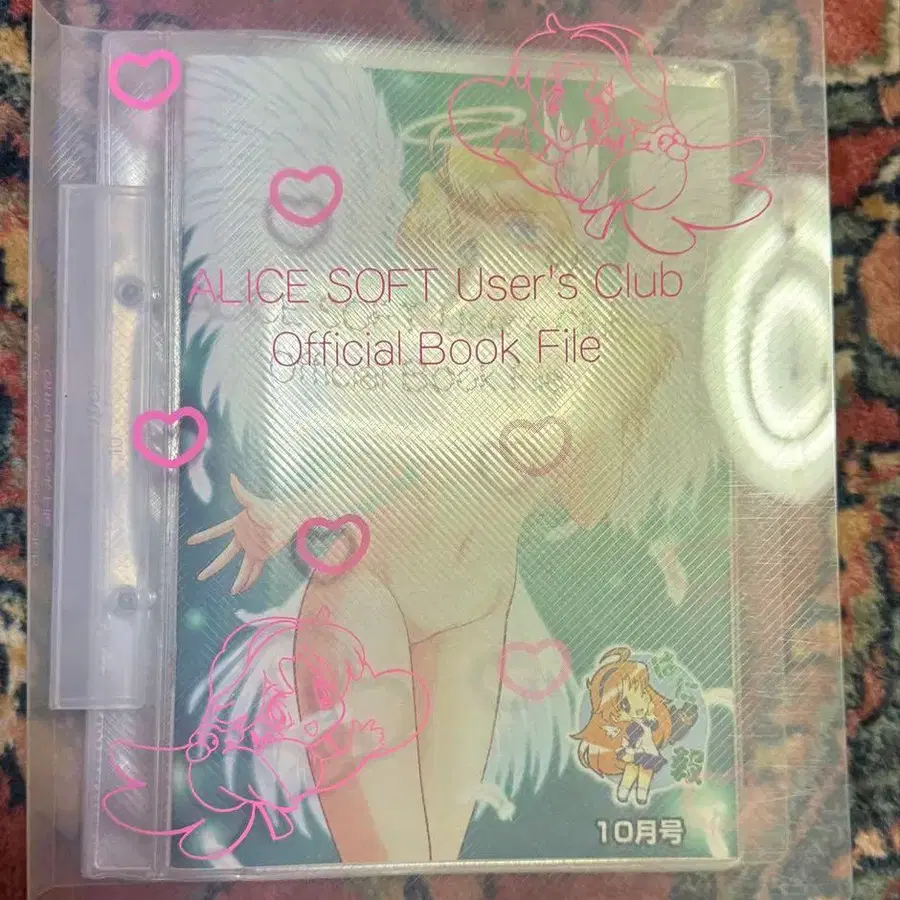 ALICE SOFT User's Club
Official Book File
10月号